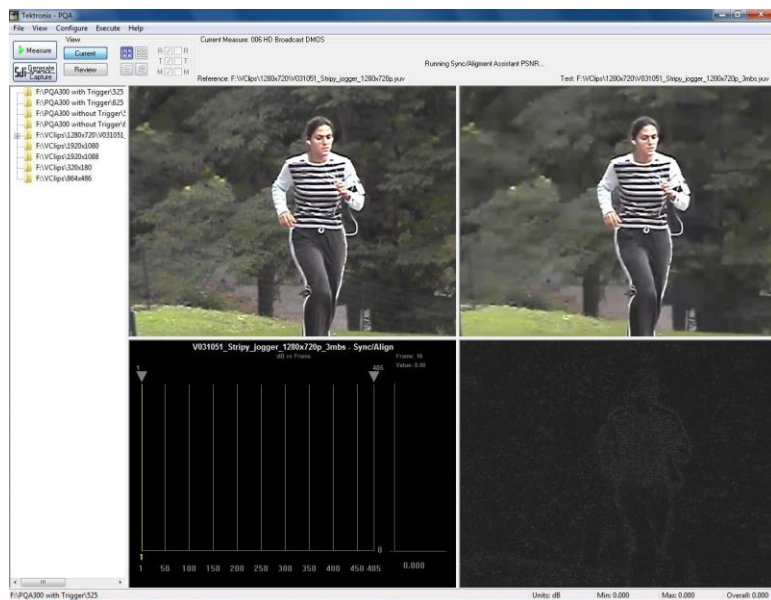 Tektronix - PQA
File View Configure Execute Help
View
Current Measure: 006 HD Broadcast DMOS
Measure
Current
R R
T T
M M
Running Sync/Aligment Assistant PSNR...
Generate
Capture
Review
Reference: F:\VClips\1280x720\V031051_Stripy_jogger_1280x720p.yuv
Test: F:\VClips\1280x720\V031051_Stripy_jogger_1280x720p_3mbs.yuv
F:\PQA300 with Trigger\525
F:\PQA300 with Trigger\625
F:\PQA300 without Trigger\5
F:\PQA300 without Trigger\6
F:\VClips\1280x720\V031051_
F:\VClips\1920x1080
F:\VClips\1920x1088
F:\VClips\320x180
F:\VClips\864x486
V031051_Stripy_jogger_1280x720p_3mbs - Sync/Align
dB vs Frame
Frame: 16
Value: 0.00
1
0
1
1 50 100 150 200 250 300 350 400 450
0.000
F:\PQA300 with Trigger\525
Units: dB
Min: 0.000
Max: 0.000
Overall: 0.000